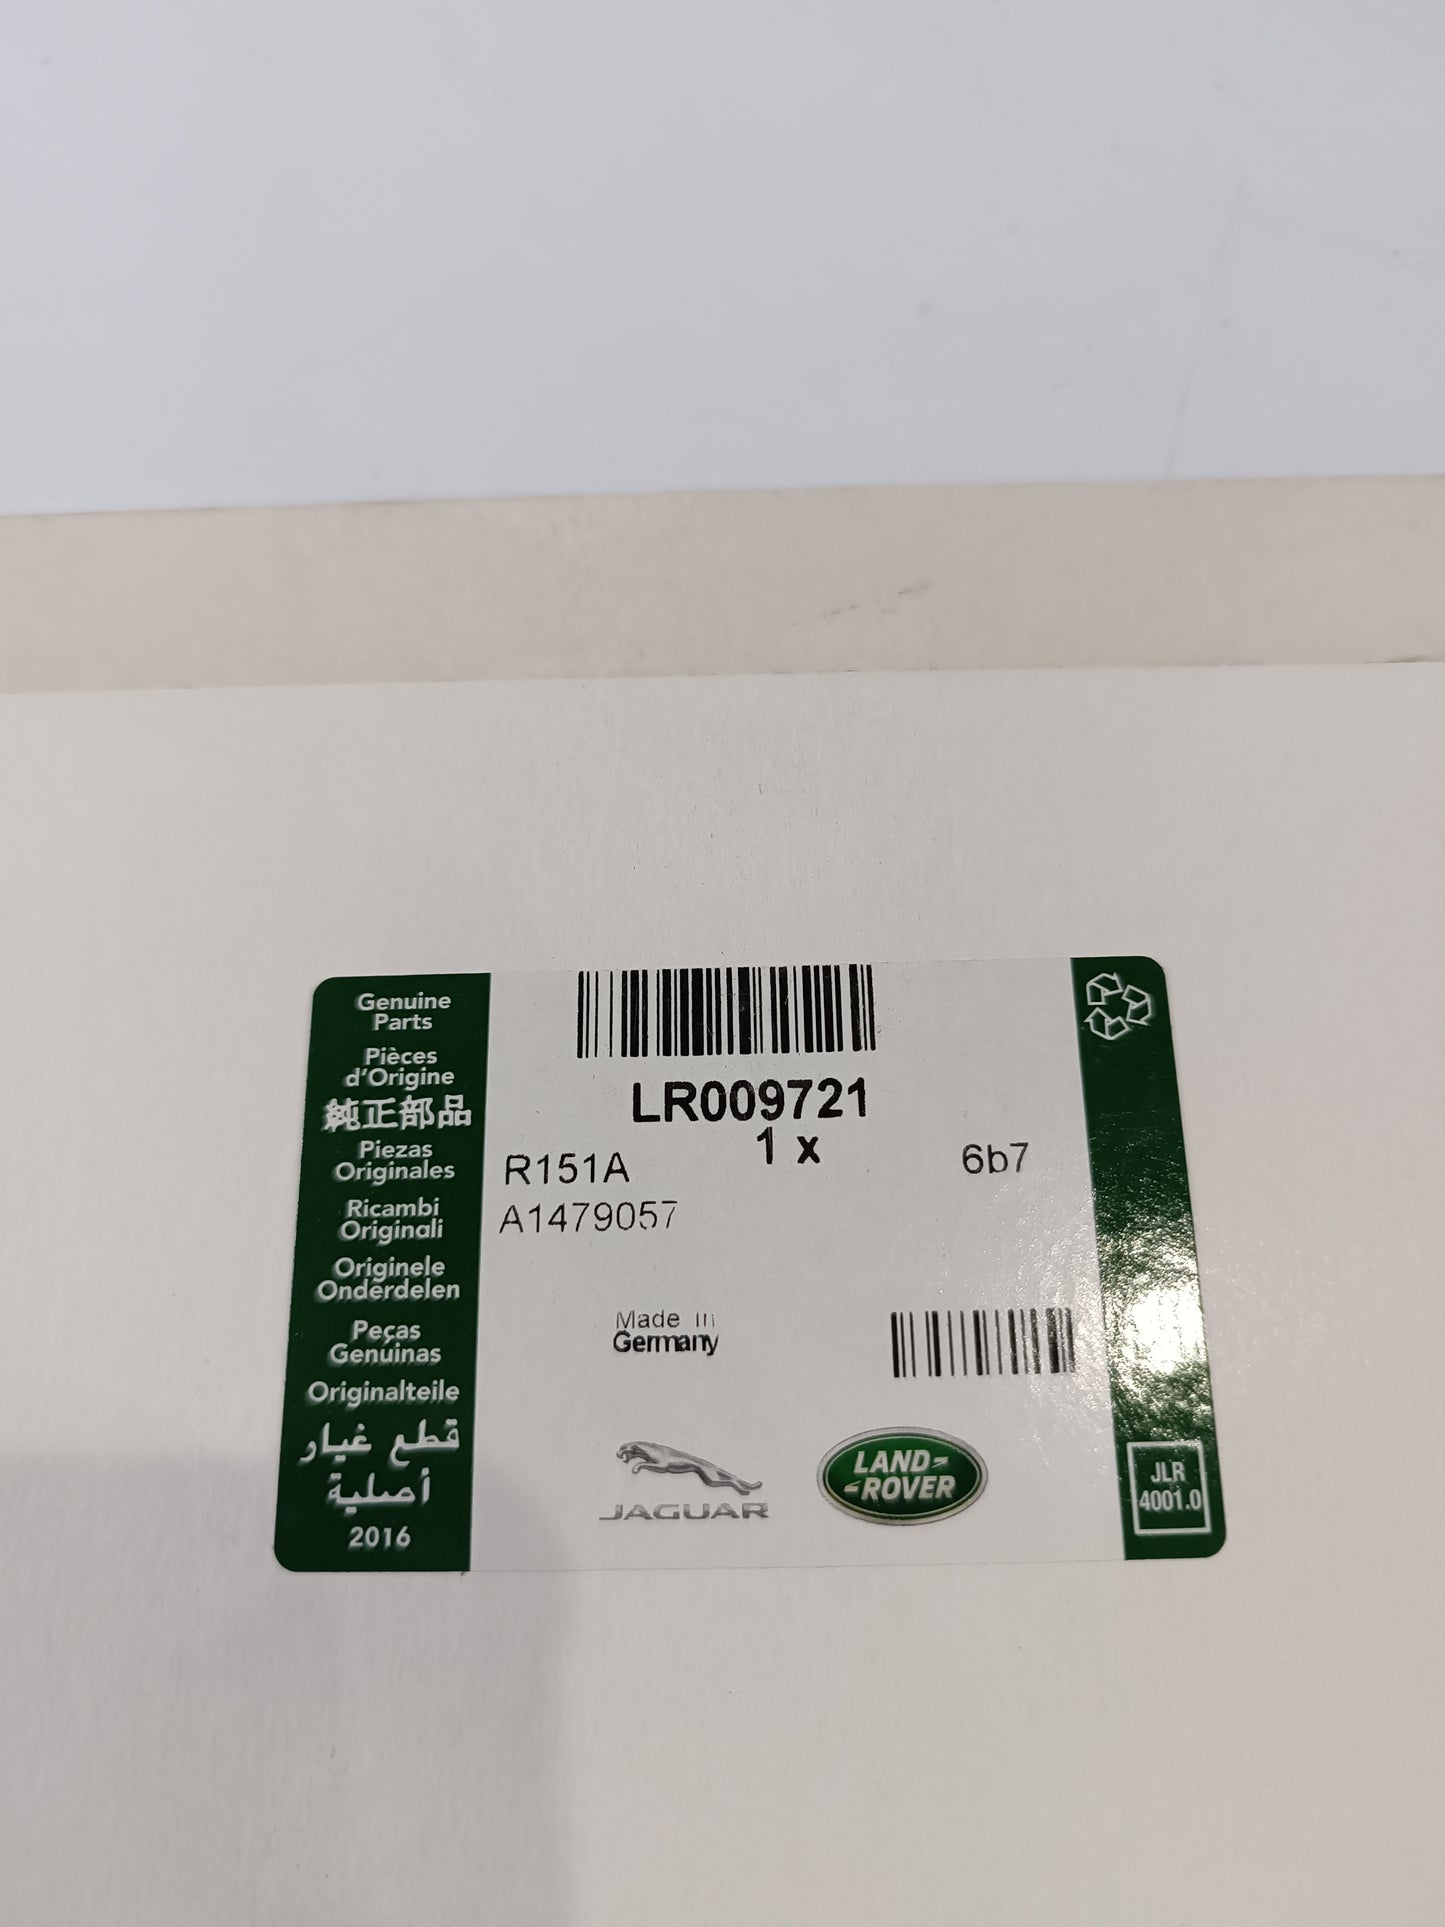 Genuine
Parts
Pièces
d'Origine
純正部品
Piezas
Originales
Ricambi
Originali
Originele
Onderdelen
Peças
Genuinas
Originalteile
قطع غيار
أصلية
2016
LR009721
1 x
R151A
6b7
A1479057
Made in
Germany
JAGUAR
LAND-
-ROVER
JLR
4001.0